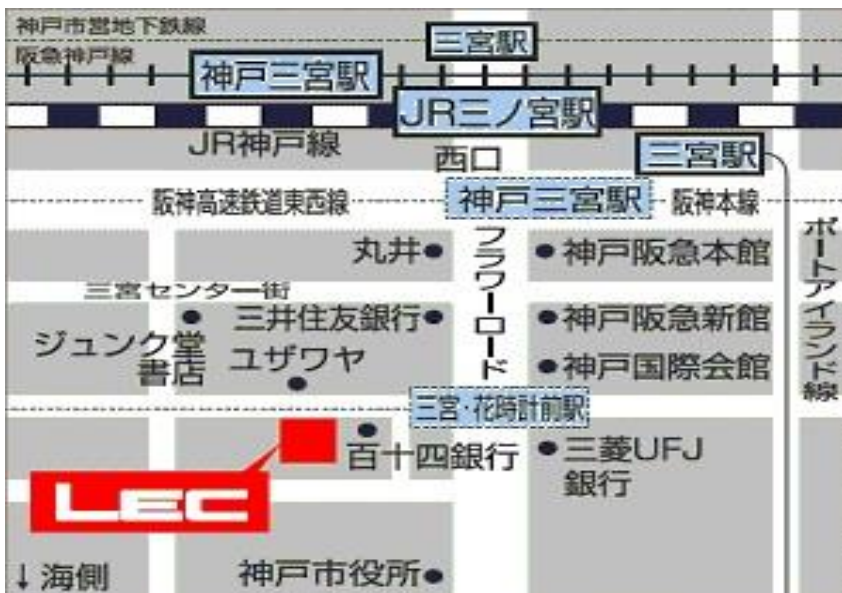 神戸市営地下鉄線
三宮駅
阪急神戸線
神戸三宮駅
JR三ノ宮駅
JR神戸線
西口
三宮駅
阪神高速鉄道東西線
神戸三宮駅
阪神本線
丸井
フラワーロード
神戸阪急本館
ポートアイランド線
三宮センター街
三井住友銀行
神戸阪急新館
ジュンク堂
書店
ユザワヤ
神戸国際会館
三宮・花時計前駅
百十四銀行
三菱UFJ
銀行
LEC
↓海側
神戸市役所